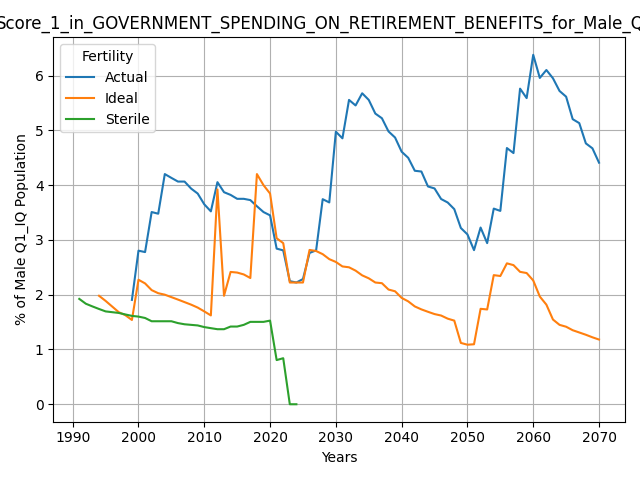 Score_1_in_GOVERNMENT_SPENDING_ON_RETIREMENT_BENEFITS_for_Male_Q
Fertility
Actual
Ideal
Sterile
% of Male Q1_IQ Population
6
5
4
3
2
1
0
1990 2000 2010 2020 2030 2040 2050 2060 2070
Years